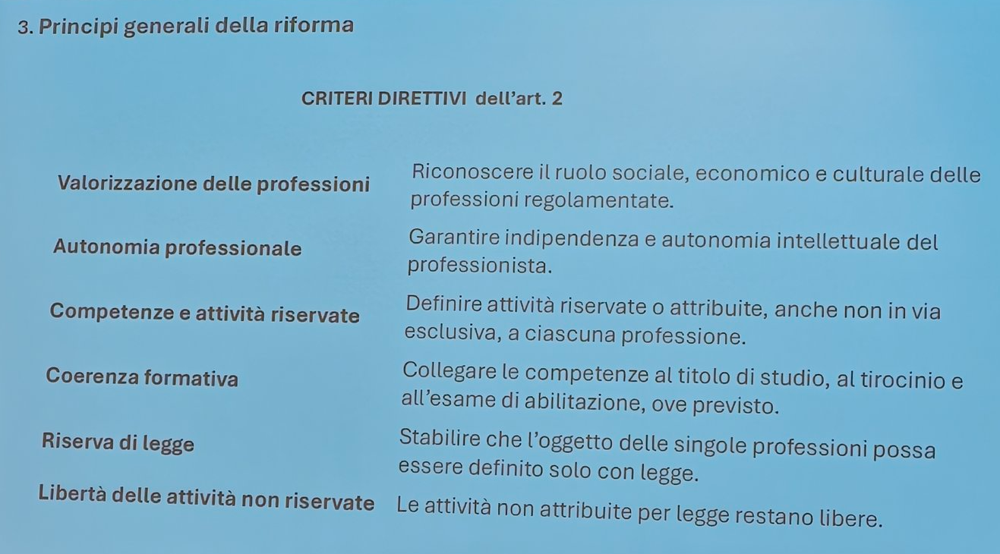 3. Principi generali della riforma
CRITERI DIRETTIVI dell’art. 2
Valorizzazione delle professioni
Riconoscere il ruolo sociale, economico e culturale delle
professioni regolamentate.
Autonomia professionale
Garantire indipendenza e autonomia intellettuale del
professionista.
Competenze e attività riservate
Definire attività riservate o attribuite, anche non in via
esclusiva, a ciascuna professione.
Coerenza formativa
Collegare le competenze al titolo di studio, al tirocinio e
all’esame di abilitazione, ove previsto.
Riserva di legge
Stabilire che l’oggetto delle singole professioni possa
essere definito solo con legge.
Libertà delle attività non riservate
Le attività non attribuite per legge restano libere.